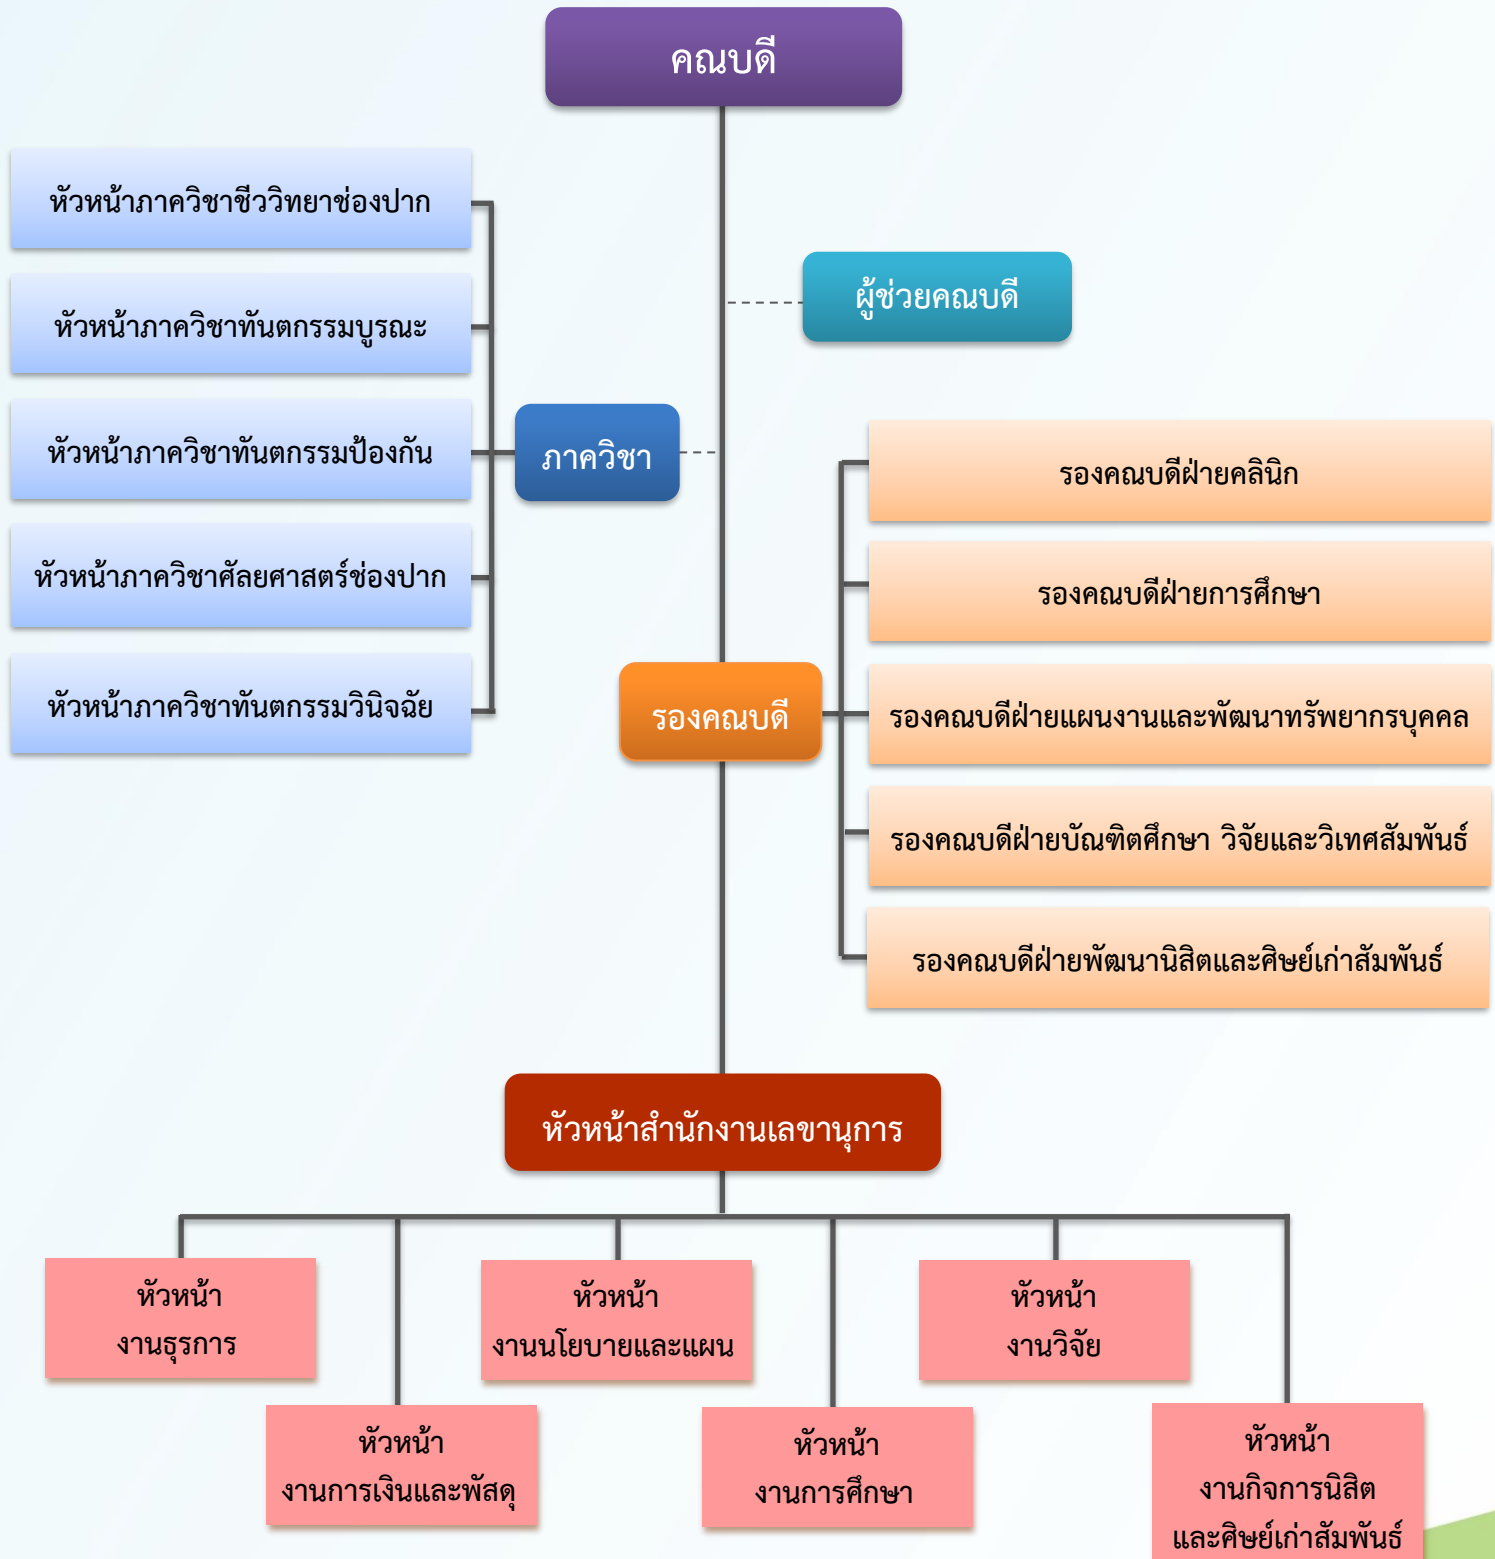 คณบดี
หัวหน้าภาควิชาชีววิทยาช่องปาก
หัวหน้าภาควิชาทันตกรรมบูรณะ
หัวหน้าภาควิชาทันตกรรมป้องกัน
หัวหน้าภาควิชาศัลยศาสตร์ช่องปาก
หัวหน้าภาควิชาทันตกรรมวินิจฉัย
ภาควิชา
ผู้ช่วยคณบดี
รองคณบดี
รองคณบดีฝ่ายคลินิก
รองคณบดีฝ่ายการศึกษา
รองคณบดีฝ่ายแผนงานและพัฒนาทรัพยากรบุคคล
รองคณบดีฝ่ายบัณฑิตศึกษา วิจัยและวิเทศสัมพันธ์
รองคณบดีฝ่ายพัฒนานิสิตและศิษย์เก่าสัมพันธ์
หัวหน้าสำนักงานเลขานุการ
หัวหน้า
งานธุรการ
หัวหน้า
งานการเงินและพัสดุ
หัวหน้า
งานนโยบายและแผน
หัวหน้า
งานการศึกษา
หัวหน้า
งานวิจัย
หัวหน้า
งานกิจการนิสิต
และศิษย์เก่าสัมพันธ์